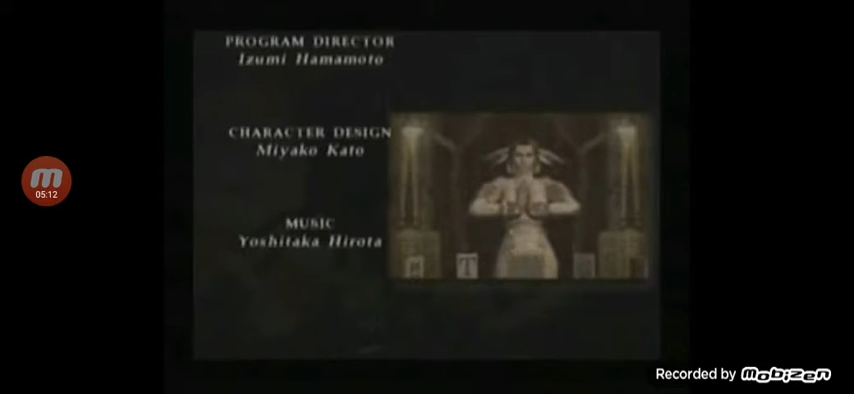 PROGRAM DIRECTOR
Izumi Hamamoto
CHARACTER DESIGN
Miyako Kato
MUSIC
Yoshitaka Hirota
T
05:12
Recorded by mobizen